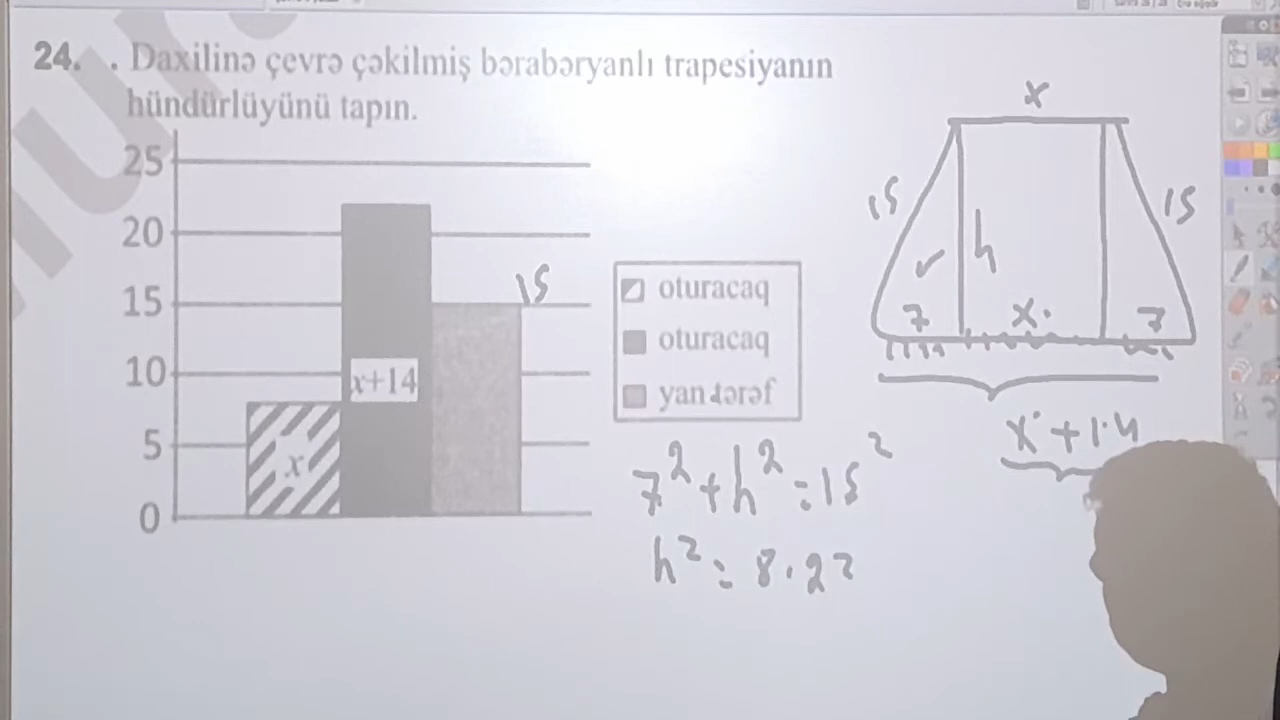 24. . Daxilinə çevrə çəkilmiş bərabəryanlı trapesiyanın
hündürlüyünü tapın.
25
20
15
10
5
0
x
x+14
15
oturacaq
oturacaq
yan tərəf
x
15
15
h
7
x
7
x+14
7²+h²=15²
h²=8·22